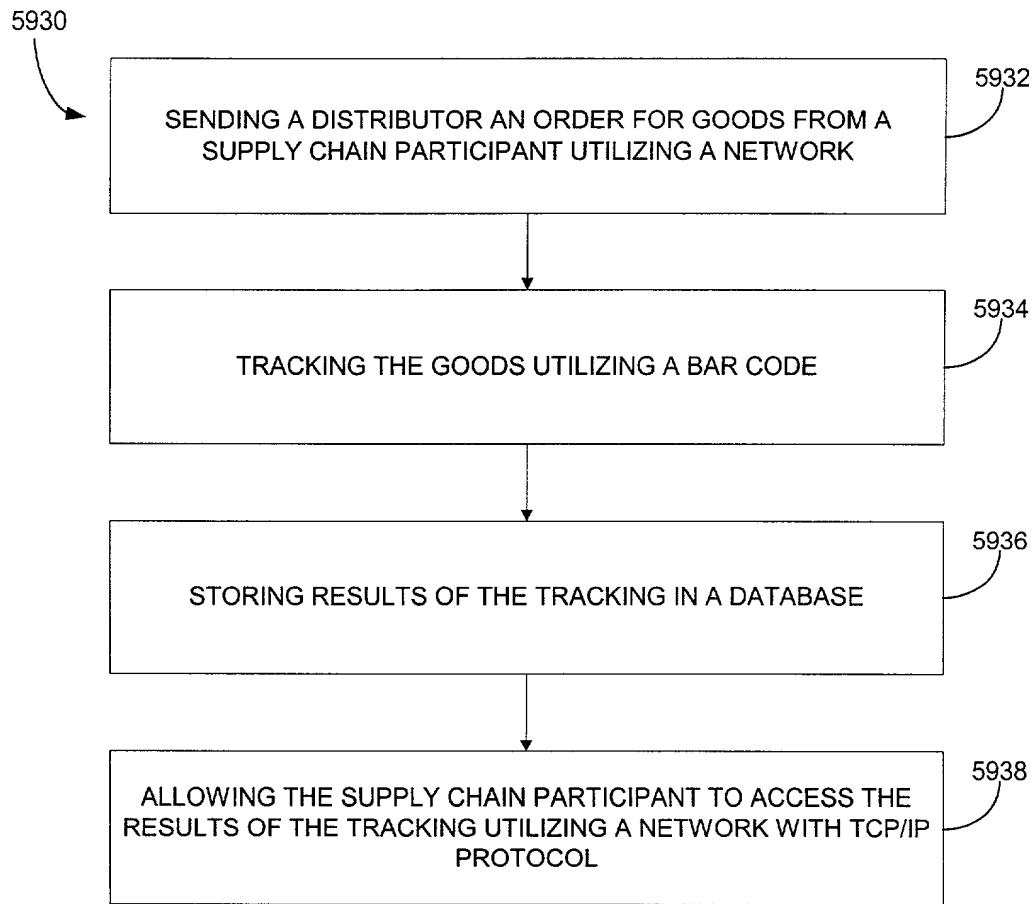 5930
5932
SENDING A DISTRIBUTOR AN ORDER FOR GOODS FROM A
SUPPLY CHAIN PARTICIPANT UTILIZING A NETWORK
5934
TRACKING THE GOODS UTILIZING A BAR CODE
5936
STORING RESULTS OF THE TRACKING IN A DATABASE
5938
ALLOWING THE SUPPLY CHAIN PARTICIPANT TO ACCESS THE
RESULTS OF THE TRACKING UTILIZING A NETWORK WITH TCP/IP
PROTOCOL